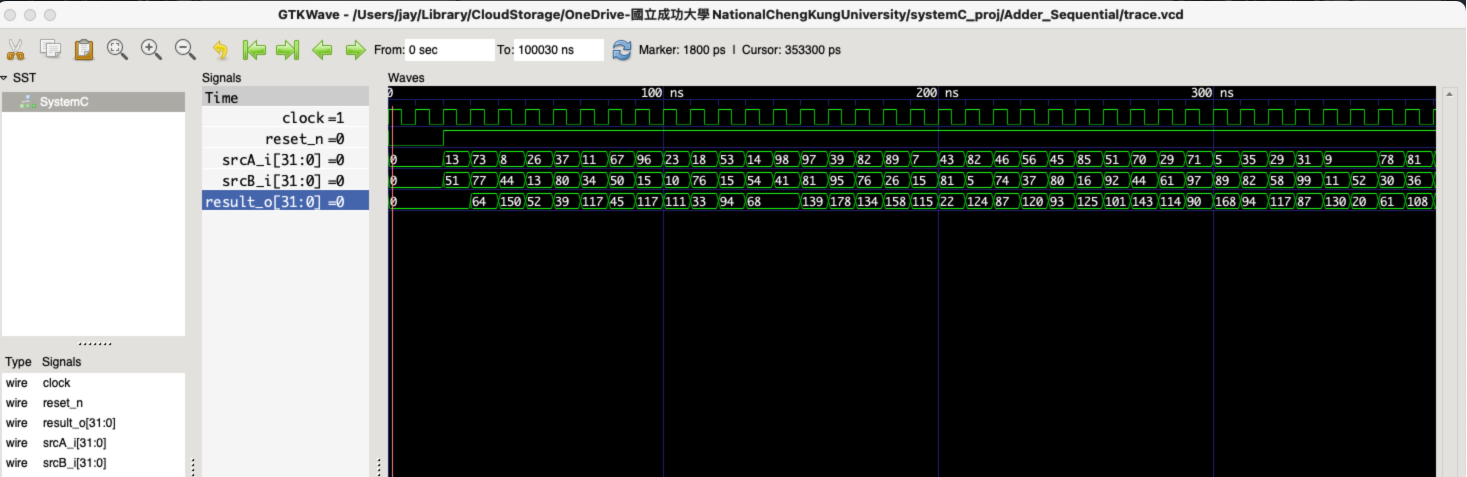 GTKWave - /Users/jay/Library/CloudStorage/OneDrive-國立成功大學 NationalChengKungUniversity/systemC_proj/Adder_Sequential/trace.vcd
From: 0 sec To: 100030 ns Marker: 1800 ps | Cursor: 353300 ps
SST Signals Waves
SystemC Time 0 100 ns 200 ns 300 ns
clock =1
reset_n =0
srcA_i[31:0] =0 0 13 73 8 26 37 11 67 96 23 18 53 14 98 97 39 82 89 7 43 82 46 56 45 85 51 70 29 71 5 35 29 31 9 78 81
srcB_i[31:0] =0 0 51 77 44 13 80 34 50 15 10 76 15 54 41 81 95 76 26 15 81 5 74 37 80 16 92 44 61 97 89 82 58 99 11 52 30 36
result_o[31:0] =0 0 64 150 52 39 117 45 117 111 33 94 68 139 178 134 158 115 22 124 87 120 93 125 101 143 114 90 168 94 117 87 130 20 61 108
Type Signals
wire clock
wire reset_n
wire result_o[31:0]
wire srcA_i[31:0]
wire srcB_i[31:0]